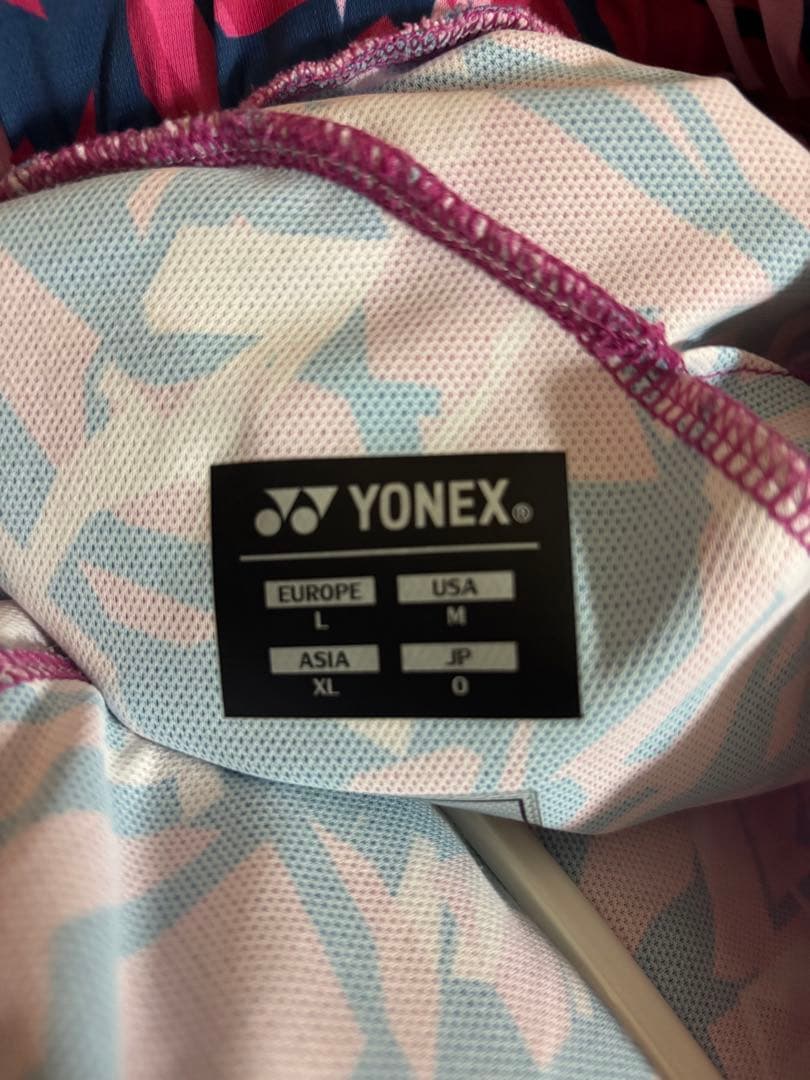 YONEX®
EUROPE USA
L M
ASIA JP
XL O